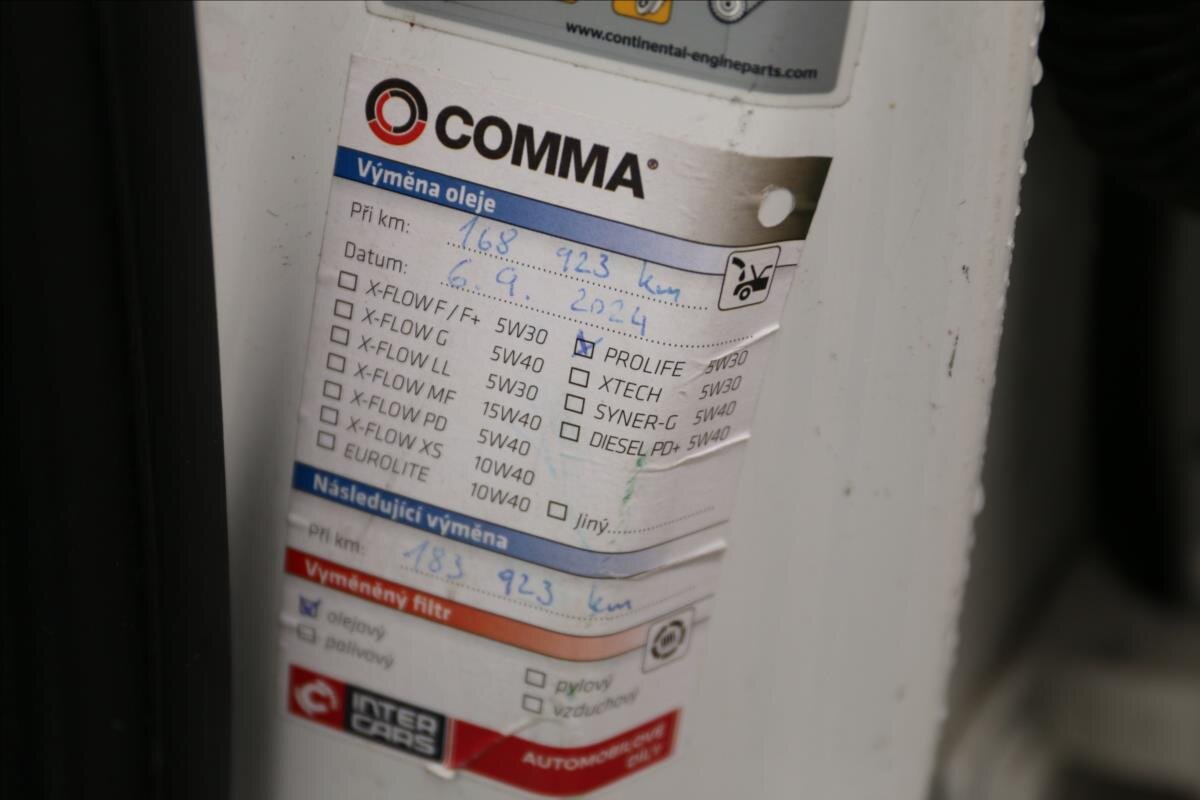 www.continental-engineparts.com
COMMA®
Výměna oleje
Při km: 168 923 km
Datum: 6. 9. 2024
X-FLOW F / F+ 5W30
X-FLOW G 5W40
X-FLOW LL 5W30
X-FLOW MF 15W40
X-FLOW PD 5W40
X-FLOW XS 10W40
EUROLITE 10W40
PROLIFE 5W30
XTECH 5W30
SYNER-G 5W40
DIESEL PD+ 5W40
Jiný
Následující výměna
Při km: 183 923 km
Vyměněný filtr
olejový
palivový
pylový
vzduchový
INTER CARS
AUTOMOBILOVÉ
DÍLY